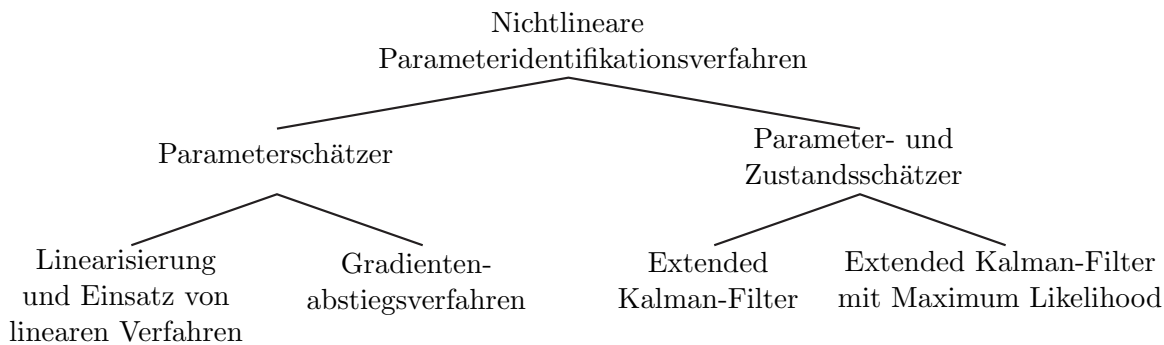 Nichtlineare
Parameteridentifikationsverfahren
Parameterschätzer
Parameter- und
Zustandsschätzer
Linearisierung
und Einsatz von
linearen Verfahren
Gradienten-
abstiegsverfahren
Extended
Kalman-Filter
Extended Kalman-Filter
mit Maximum Likelihood